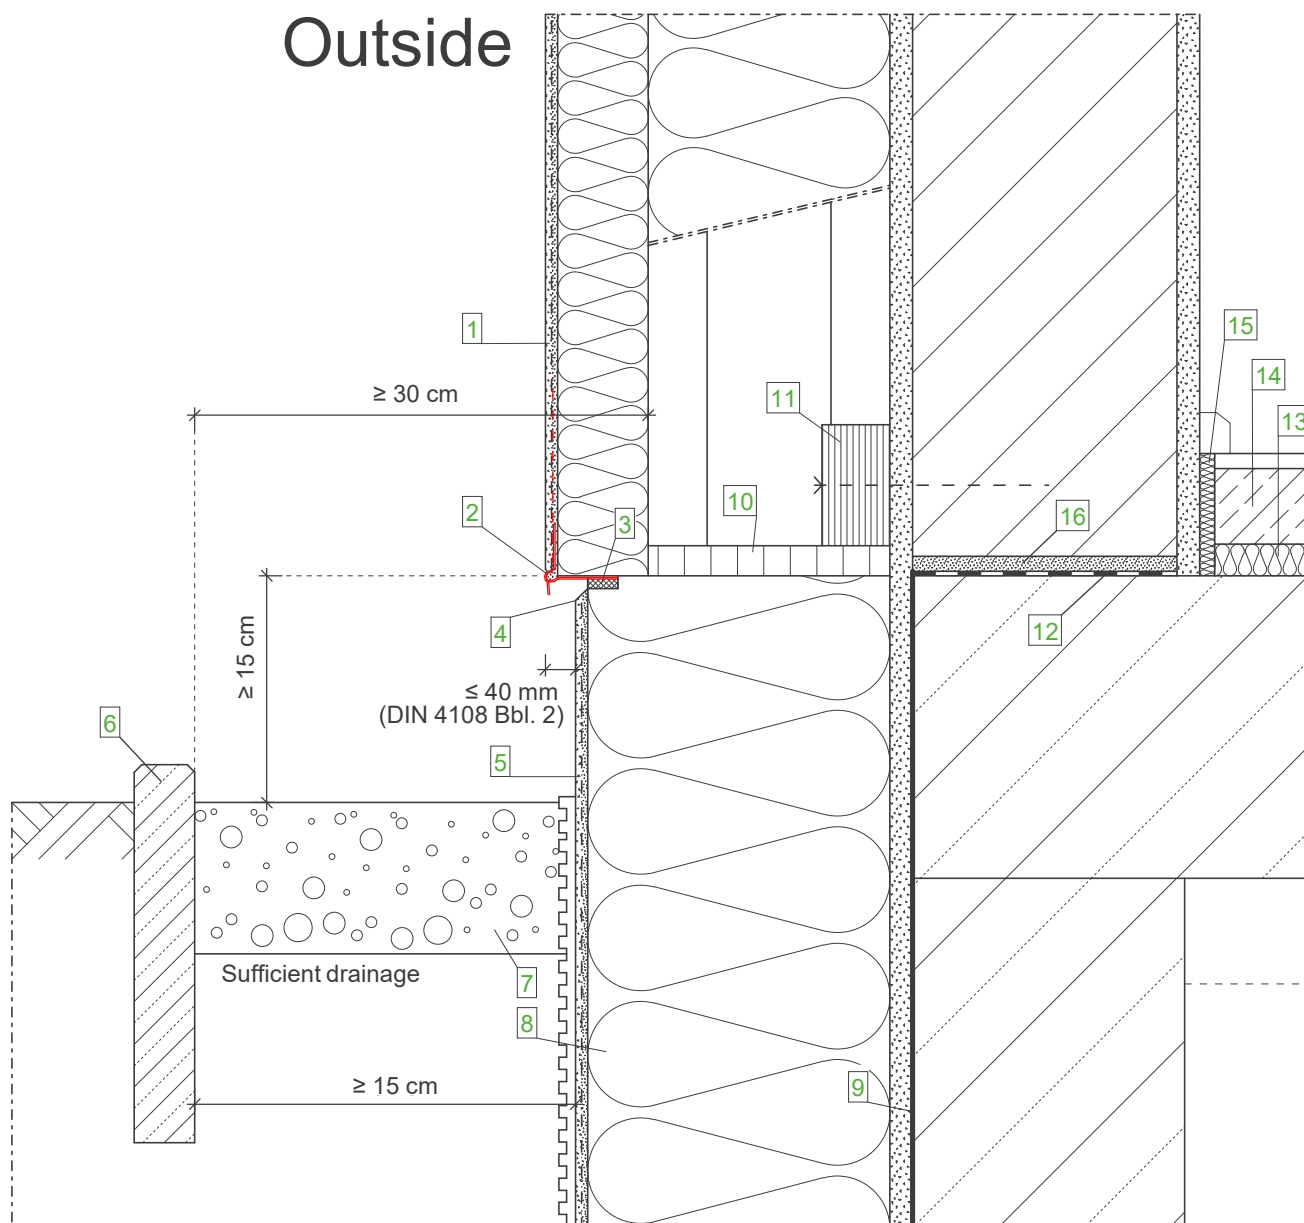 Outside
15
1
14
≥ 30 cm
11
13
10
2
3
16
4
12
≥ 15 cm
≤ 40 mm
(DIN 4108 Bbl. 2)
6
5
Sufficient drainage
7
8
≥ 15 cm
9